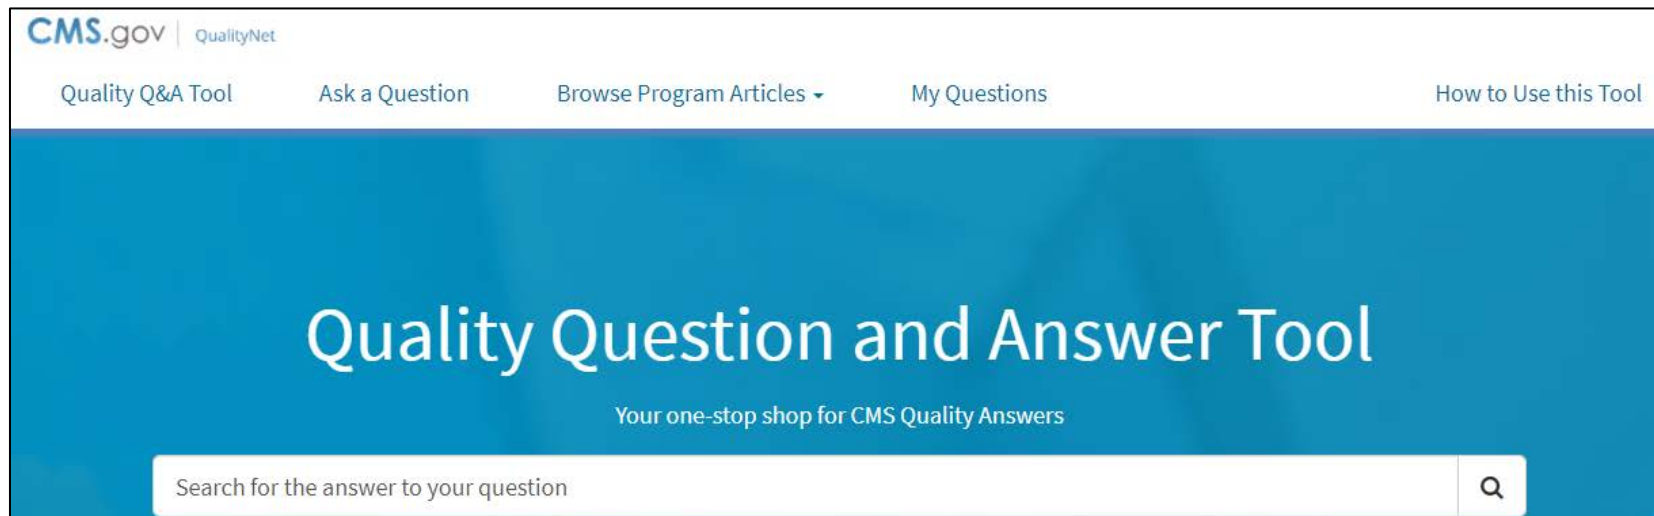 CMS.gov | QualityNet
Quality Q&A Tool Ask a Question Browse Program Articles My Questions How to Use this Tool
Quality Question and Answer Tool
Your one-stop shop for CMS Quality Answers
Search for the answer to your question